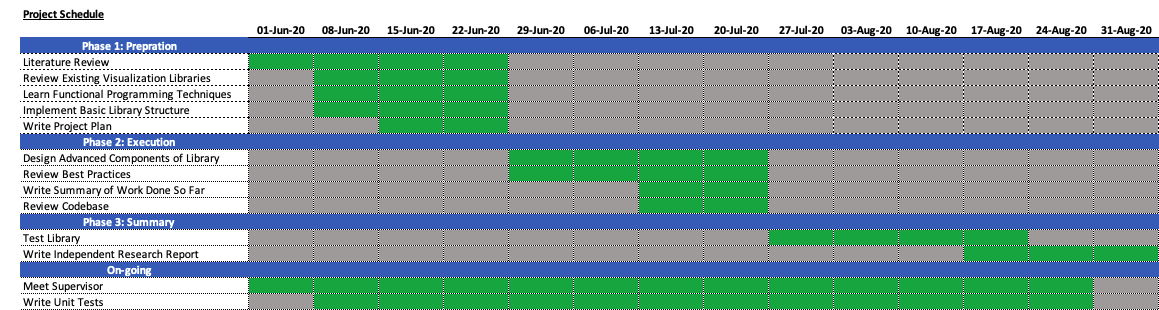 Project Schedule
01-Jun-20 08-Jun-20 15-Jun-20 22-Jun-20 29-Jun-20 06-Jul-20 13-Jul-20 20-Jul-20 27-Jul-20 03-Aug-20 10-Aug-20 17-Aug-20 24-Aug-20 31-Aug-20
Phase 1: Prepration
Literature Review
Review Existing Visualization Libraries
Learn Functional Programming Techniques
Implement Basic Library Structure
Write Project Plan
Phase 2: Execution
Design Advanced Components of Library
Review Best Practices
Write Summary of Work Done So Far
Review Codebase
Phase 3: Summary
Test Library
Write Independent Research Report
On-going
Meet Supervisor
Write Unit Tests